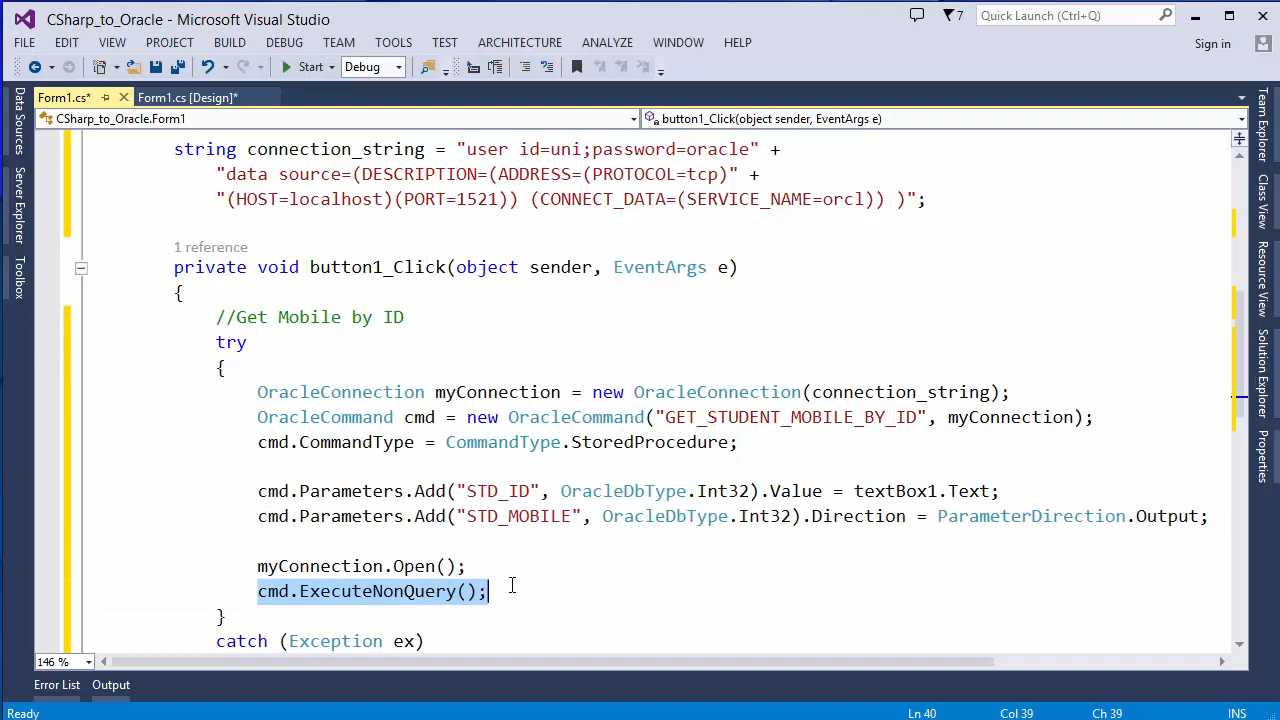 CSharp_to_Oracle - Microsoft Visual Studio
7
Quick Launch (Ctrl+Q)
FILE EDIT VIEW PROJECT BUILD DEBUG TEAM TOOLS TEST ARCHITECTURE ANALYZE WINDOW HELP
Sign in
Start Debug
Form1.cs* Form1.cs [Design]*
CSharp_to_Oracle.Form1 button1_Click(object sender, EventArgs e)
Data Sources
Server Explorer
Toolbox
string connection_string = "user id=uni;password=oracle" +
"data source=(DESCRIPTION=(ADDRESS=(PROTOCOL=tcp)" +
"(HOST=localhost)(PORT=1521)) (CONNECT_DATA=(SERVICE_NAME=orcl)) )";
1 reference
private void button1_Click(object sender, EventArgs e)
{
//Get Mobile by ID
try
{
OracleConnection myConnection = new OracleConnection(connection_string);
OracleCommand cmd = new OracleCommand("GET_STUDENT_MOBILE_BY_ID", myConnection);
cmd.CommandType = CommandType.StoredProcedure;
cmd.Parameters.Add("STD_ID", OracleDbType.Int32).Value = textBox1.Text;
cmd.Parameters.Add("STD_MOBILE", OracleDbType.Int32).Direction = ParameterDirection.Output;
myConnection.Open();
cmd.ExecuteNonQuery();
}
catch (Exception ex)
Team Explorer
Class View
Resource View
Solution Explorer
Properties
146 %
Error List Output
Ready Ln 40 Col 39 Ch 39 INS